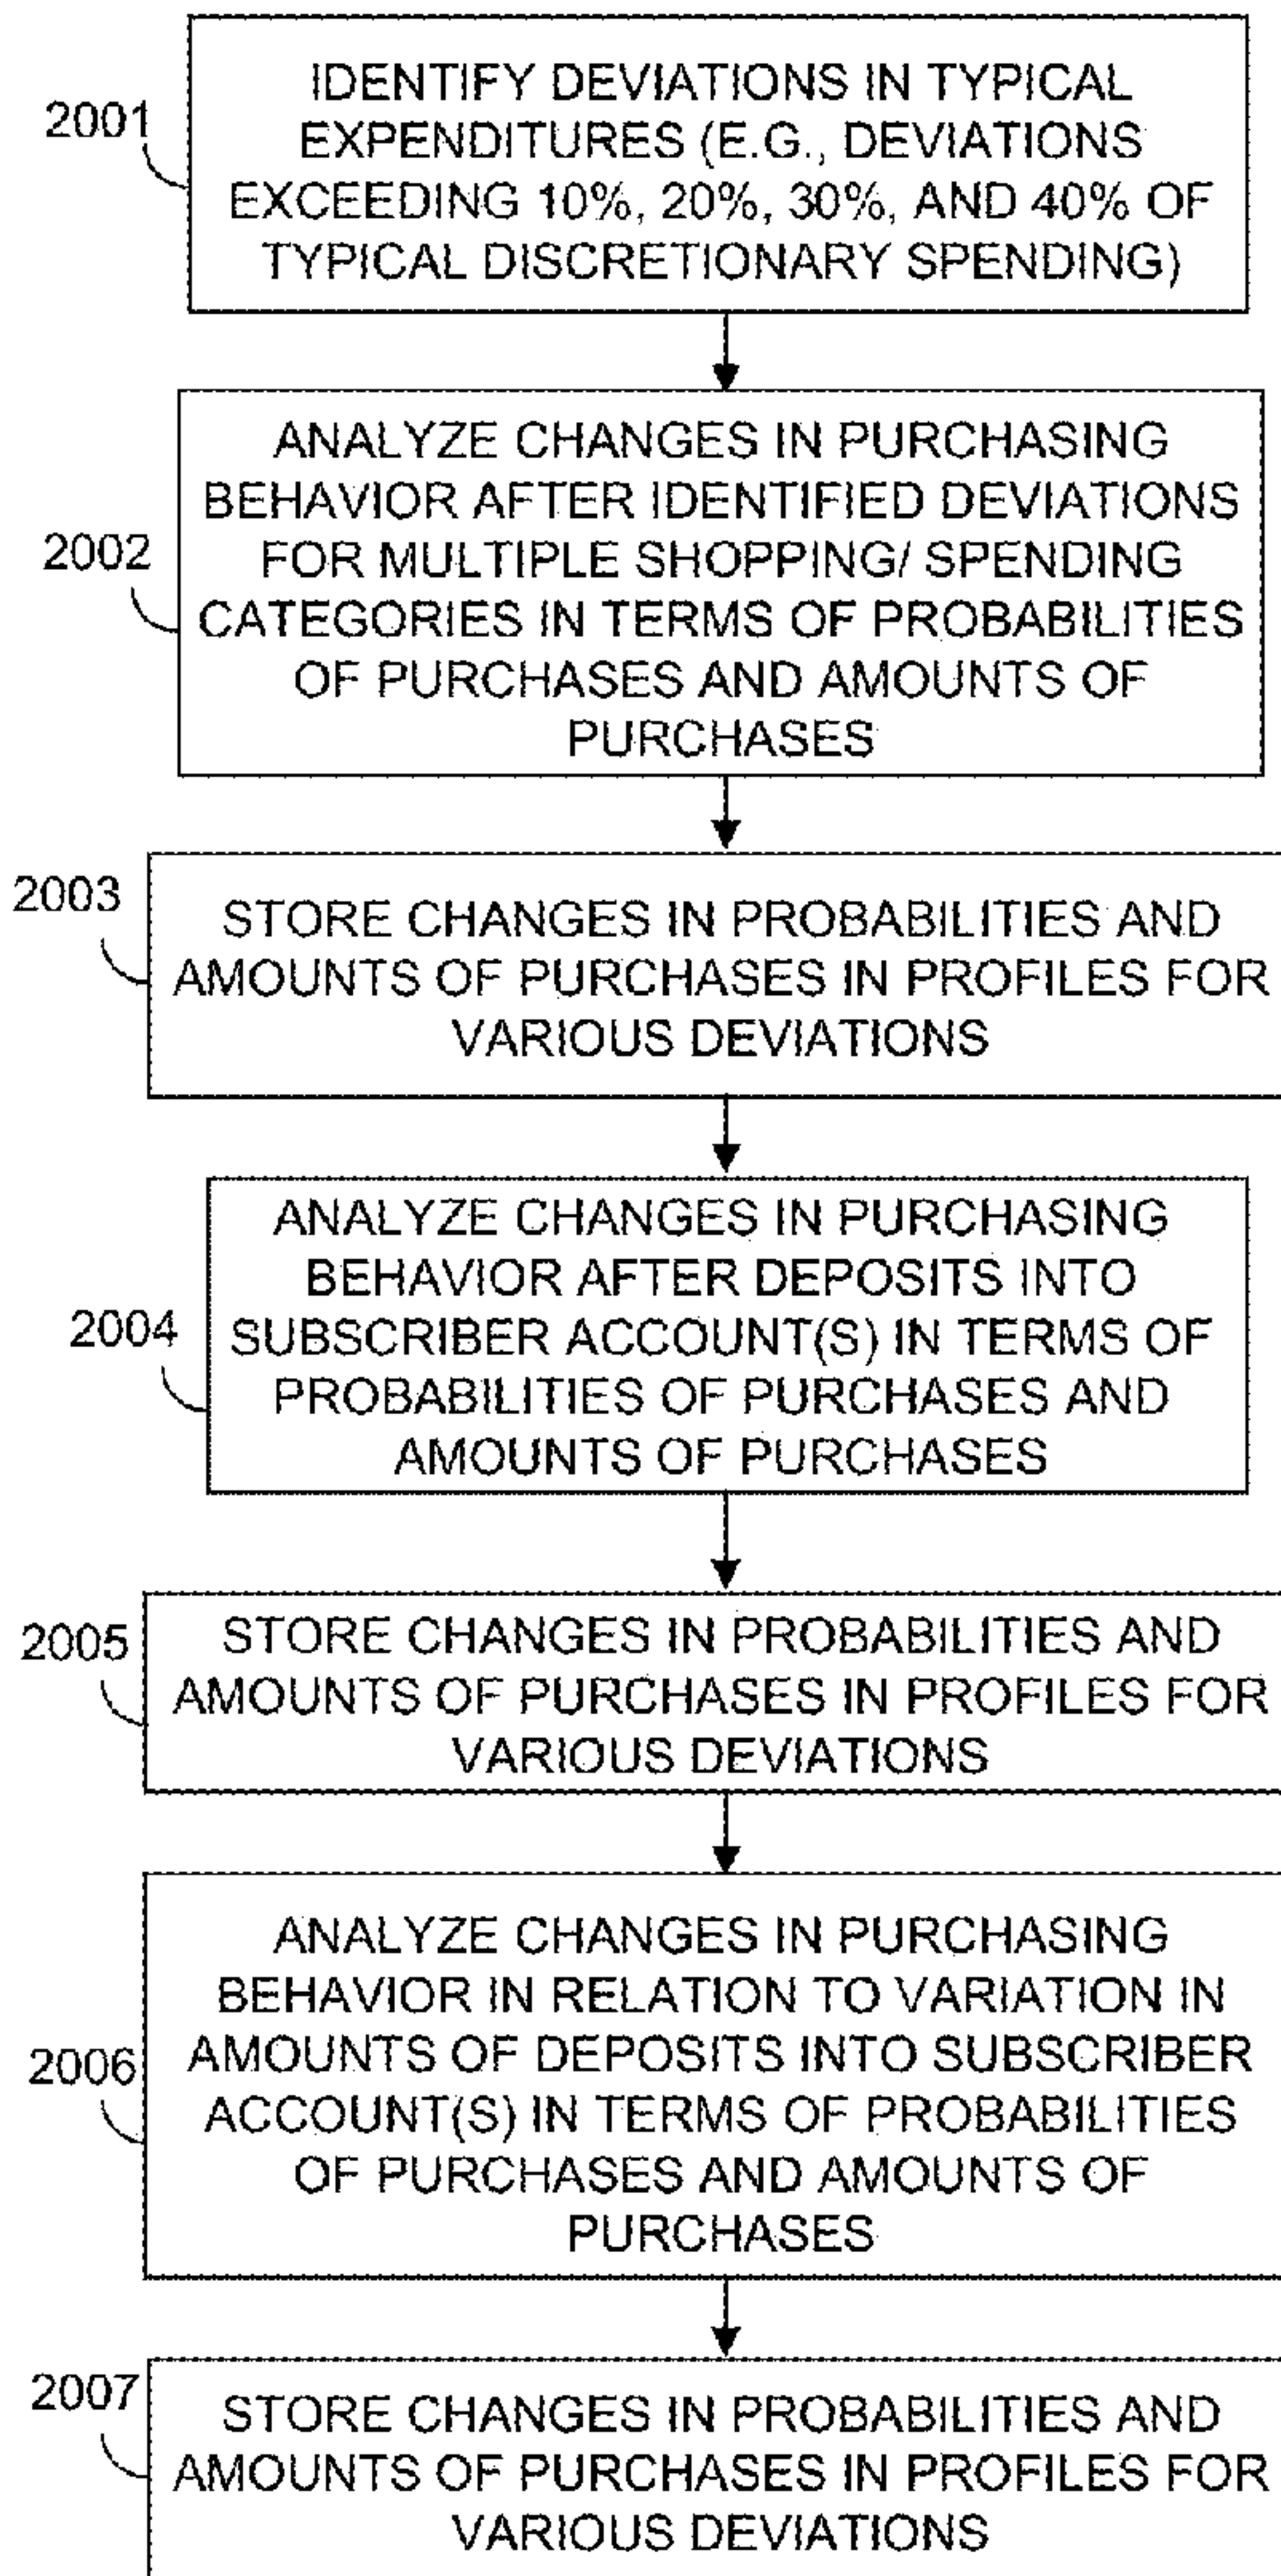 2001
IDENTIFY DEVIATIONS IN TYPICAL
EXPENDITURES (E.G., DEVIATIONS
EXCEEDING 10%, 20%, 30%, AND 40% OF
TYPICAL DISCRETIONARY SPENDING)
2002
ANALYZE CHANGES IN PURCHASING
BEHAVIOR AFTER IDENTIFIED DEVIATIONS
FOR MULTIPLE SHOPPING/ SPENDING
CATEGORIES IN TERMS OF PROBABILITIES
OF PURCHASES AND AMOUNTS OF
PURCHASES
2003
STORE CHANGES IN PROBABILITIES AND
AMOUNTS OF PURCHASES IN PROFILES FOR
VARIOUS DEVIATIONS
2004
ANALYZE CHANGES IN PURCHASING
BEHAVIOR AFTER DEPOSITS INTO
SUBSCRIBER ACCOUNT(S) IN TERMS OF
PROBABILITIES OF PURCHASES AND
AMOUNTS OF PURCHASES
2005
STORE CHANGES IN PROBABILITIES AND
AMOUNTS OF PURCHASES IN PROFILES FOR
VARIOUS DEVIATIONS
2006
ANALYZE CHANGES IN PURCHASING
BEHAVIOR IN RELATION TO VARIATION IN
AMOUNTS OF DEPOSITS INTO SUBSCRIBER
ACCOUNT(S) IN TERMS OF PROBABILITIES
OF PURCHASES AND AMOUNTS OF
PURCHASES
2007
STORE CHANGES IN PROBABILITIES AND
AMOUNTS OF PURCHASES IN PROFILES FOR
VARIOUS DEVIATIONS